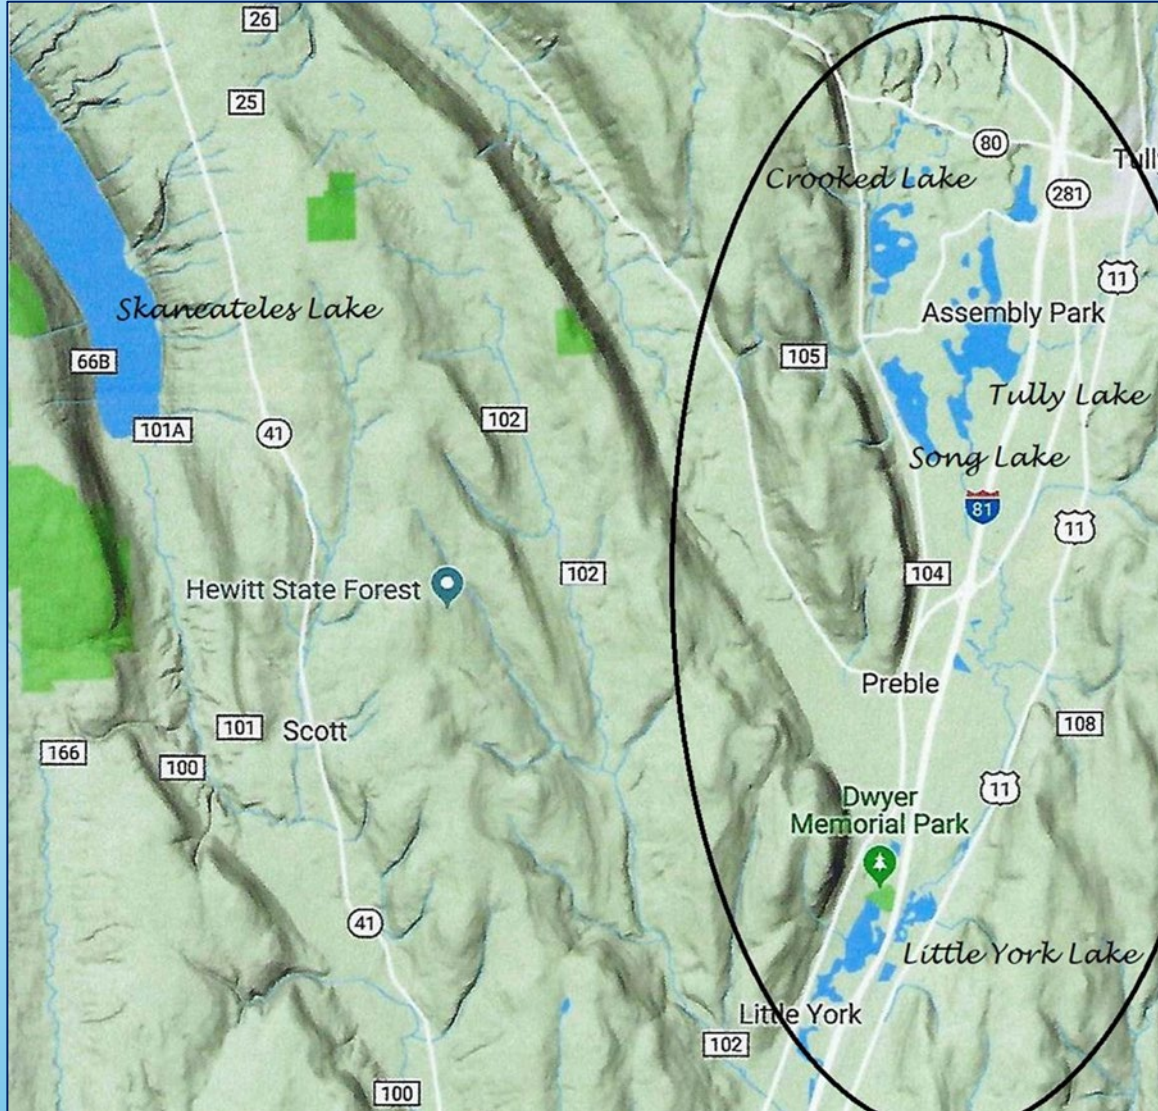 26
25
80
Tully
Crooked Lake
281
11
Skaneateles Lake
Assembly Park
66B
105
Tully Lake
102
101A
41
Song Lake
81
11
Hewitt State Forest
102
104
Preble
101
Scott
108
166
100
11
Dwyer
Memorial Park
41
Little York Lake
Little York
102
100